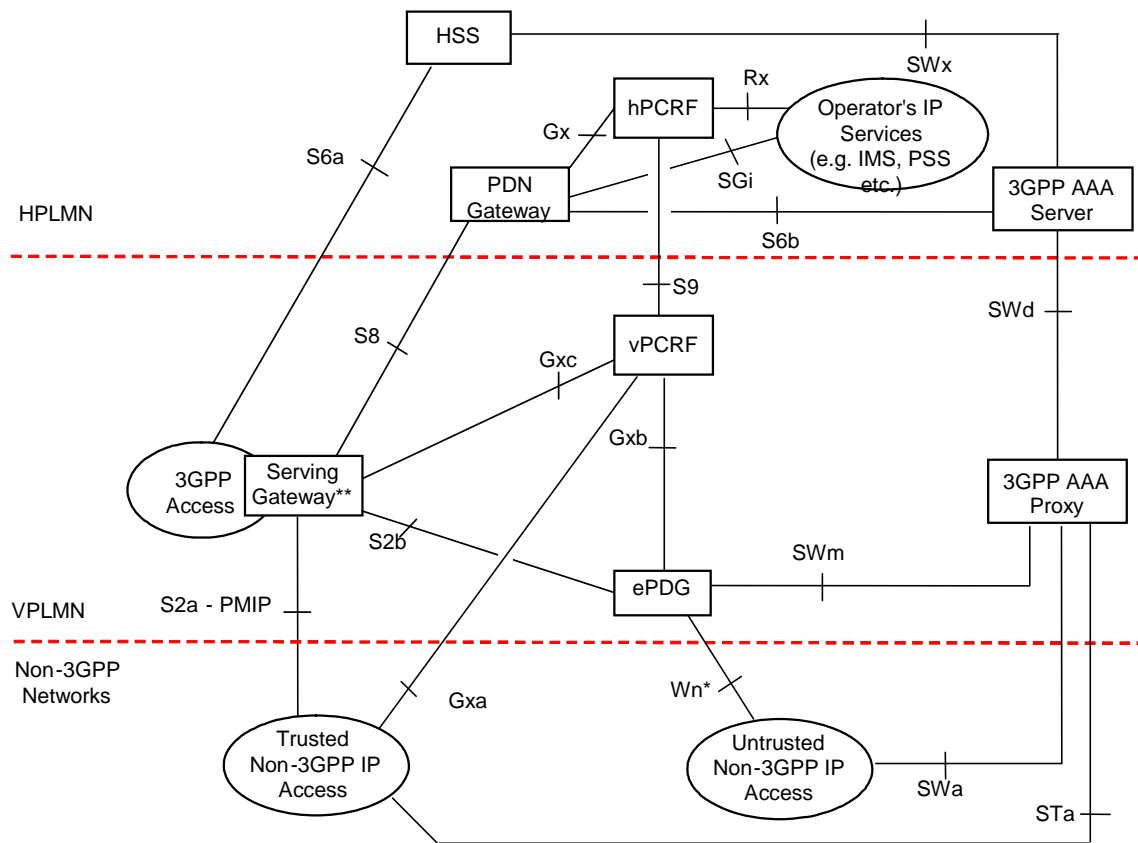 HSS
SWx
Rx
hPCRF
Operator's IP
Services
(e.g. IMS, PSS
etc.)
Gx
S6a
SGi
PDN
Gateway
3GPP AAA
Server
HPLMN
S6b
S9
SWd
S8
vPCRF
Gxc
Gxb
3GPP
Access
Serving
Gateway**
3GPP AAA
Proxy
S2b
SWm
ePDG
S2a - PMIP
VPLMN
Non-3GPP
Networks
Gxa
Wn*
Trusted
Non-3GPP IP
Access
Untrusted
Non-3GPP IP
Access
SWa
STa